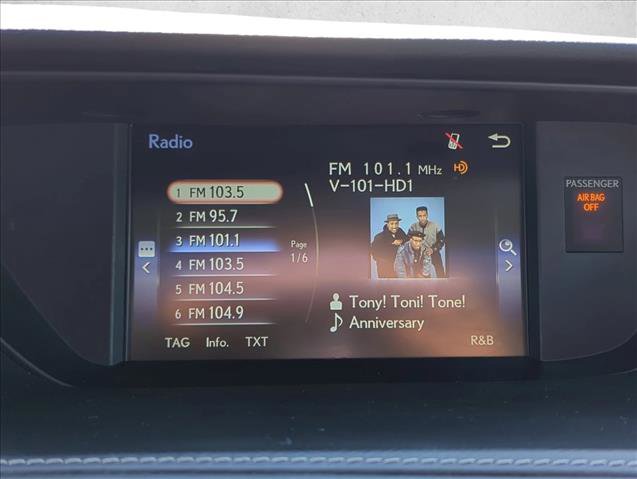 Radio
1 FM 103.5
2 FM 95.7
3 FM 101.1
4 FM 103.5
5 FM 104.5
6 FM 104.9
Page
1/6
TAG Info. TXT
FM 101.1 MHz HD
V-101-HD1
Tony! Toni! Tone!
Anniversary
R&B
PASSENGER
AIR BAG
OFF